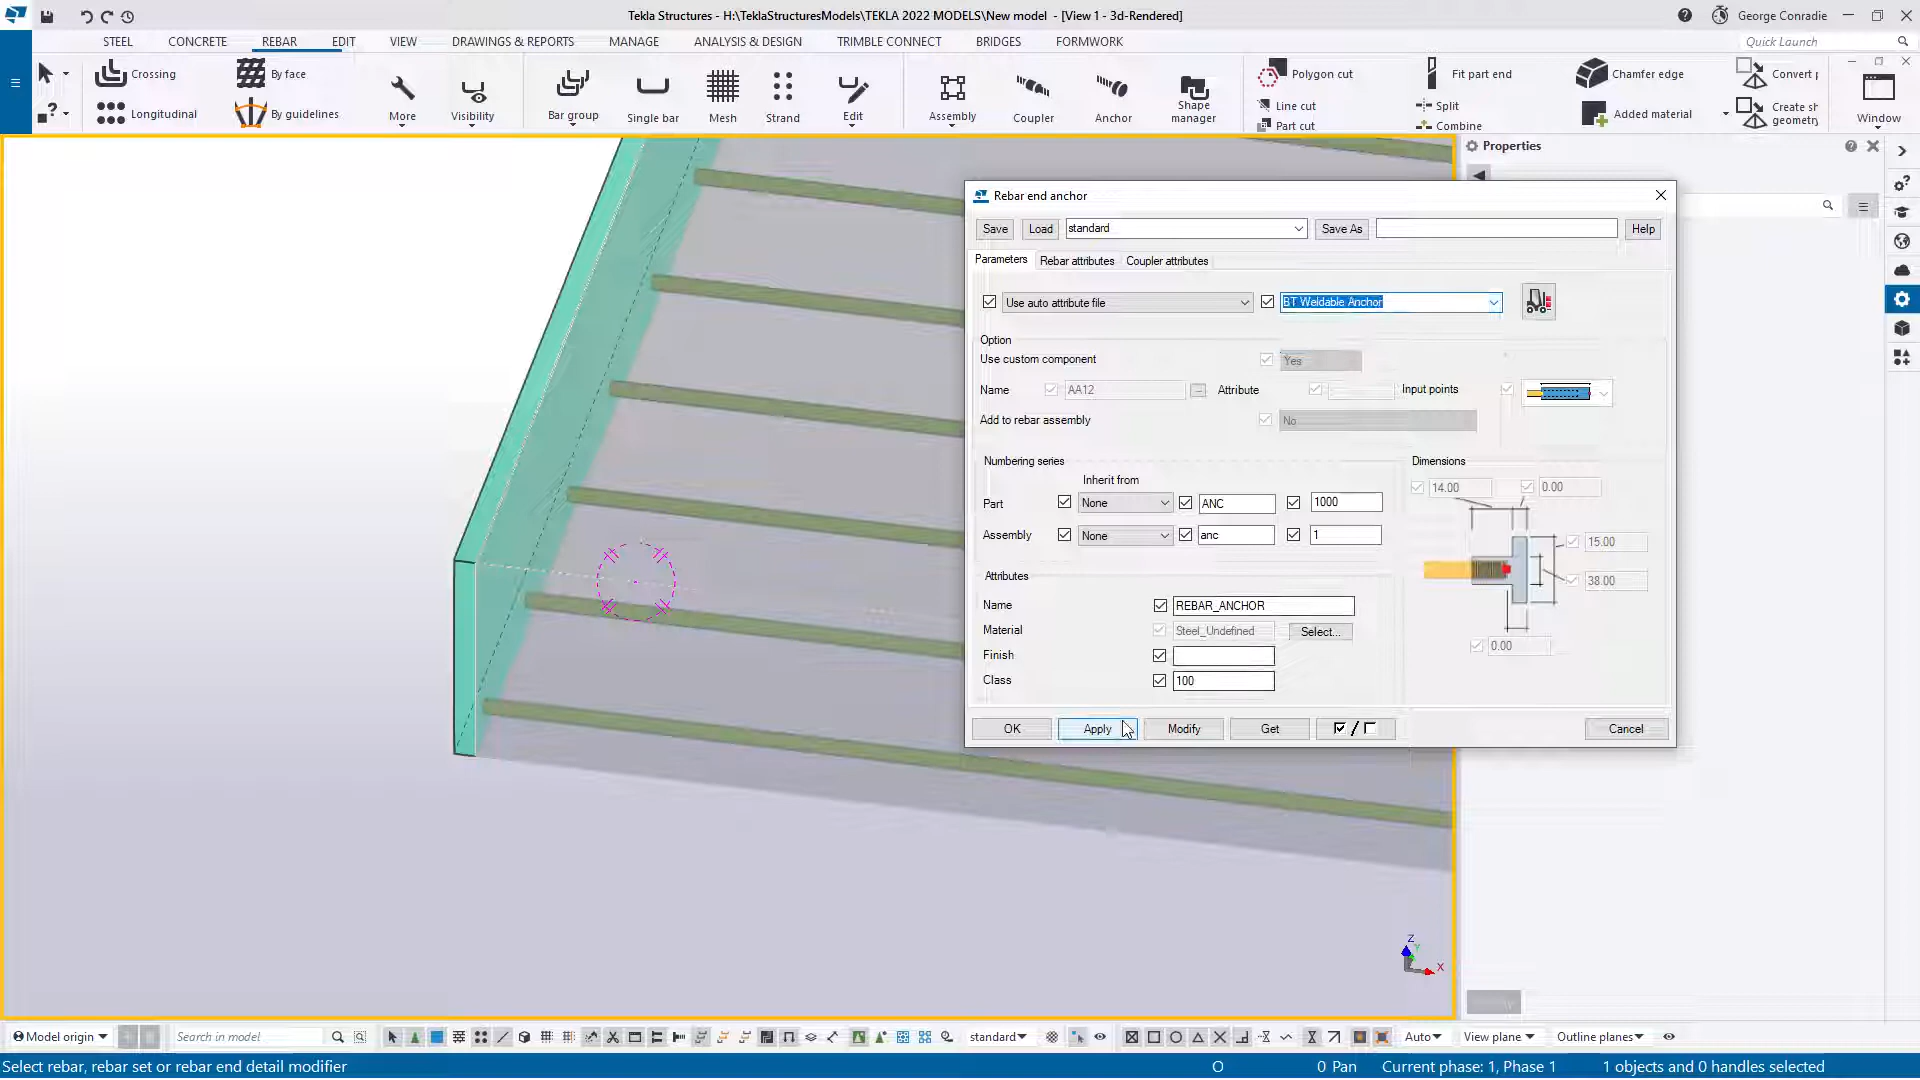 Tekla Structures - H:\TeklaStructuresModels\TEKLA 2022 MODELS\New model - [View 1 - 3d-Rendered]
George Conradie
STEEL CONCRETE REBAR EDIT VIEW DRAWINGS & REPORTS MANAGE ANALYSIS & DESIGN TRIMBLE CONNECT BRIDGES FORMWORK
Quick Launch
Crossing
By face
Longitudinal
By guidelines
More
Visibility
Bar group
Single bar
Mesh
Strand
Edit
Assembly
Coupler
Anchor
Shape
manager
Polygon cut
Line cut
Part cut
Fit part end
Split
Combine
Chamfer edge
Added material
Convert p
Create sh
geometry
Window
Properties
Rebar end anchor
Save Load standard Save As Help
Parameters Rebar attributes Coupler attributes
Use auto attribute file BT Weldable Anchor
Option
Use custom component Yes
Name AA12 Attribute Input points
Add to rebar assembly No
Numbering series
Inherit from
Part None ANC 1000
Assembly None anc 1
Dimensions
14.00 0.00
15.00
38.00
0.00
Attributes
Name REBAR_ANCHOR
Material Steel_Undefined Select...
Finish
Class 100
OK Apply Modify Get / Cancel
Z
Y
X
Model origin Search in model standard Auto View plane Outline planes
Select rebar, rebar set or rebar end detail modifier O 0 Pan Current phase: 1, Phase 1 1 objects and 0 handles selected